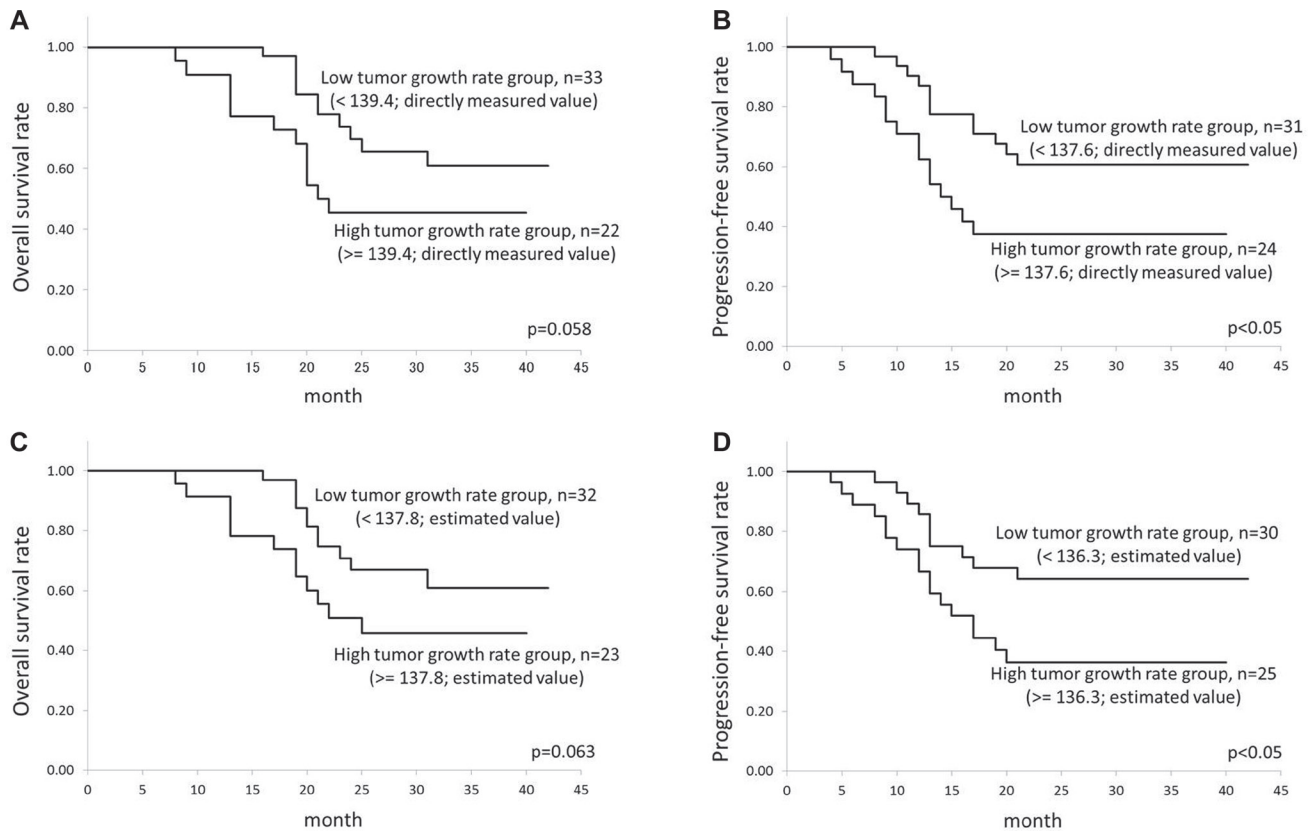 A
Overall survival rate
1.00
0.80
0.60
0.40
0.20
0.00
Low tumor growth rate group, n=33
(< 139.4; directly measured value)
High tumor growth rate group, n=22
(>= 139.4; directly measured value)
p=0.058
0 5 10 15 20 25 30 35 40 45
month
B
Progression-free survival rate
1.00
0.80
0.60
0.40
0.20
0.00
Low tumor growth rate group, n=31
(< 137.6; directly measured value)
High tumor growth rate group, n=24
(>= 137.6; directly measured value)
p<0.05
0 5 10 15 20 25 30 35 40 45
month
C
Overall survival rate
1.00
0.80
0.60
0.40
0.20
0.00
Low tumor growth rate group, n=32
(< 137.8; estimated value)
High tumor growth rate group, n=23
(>= 137.8; estimated value)
p=0.063
0 5 10 15 20 25 30 35 40 45
month
D
Progression-free survival rate
1.00
0.80
0.60
0.40
0.20
0.00
Low tumor growth rate group, n=30
(< 136.3; estimated value)
High tumor growth rate group, n=25
(>= 136.3; estimated value)
p<0.05
0 5 10 15 20 25 30 35 40 45
month